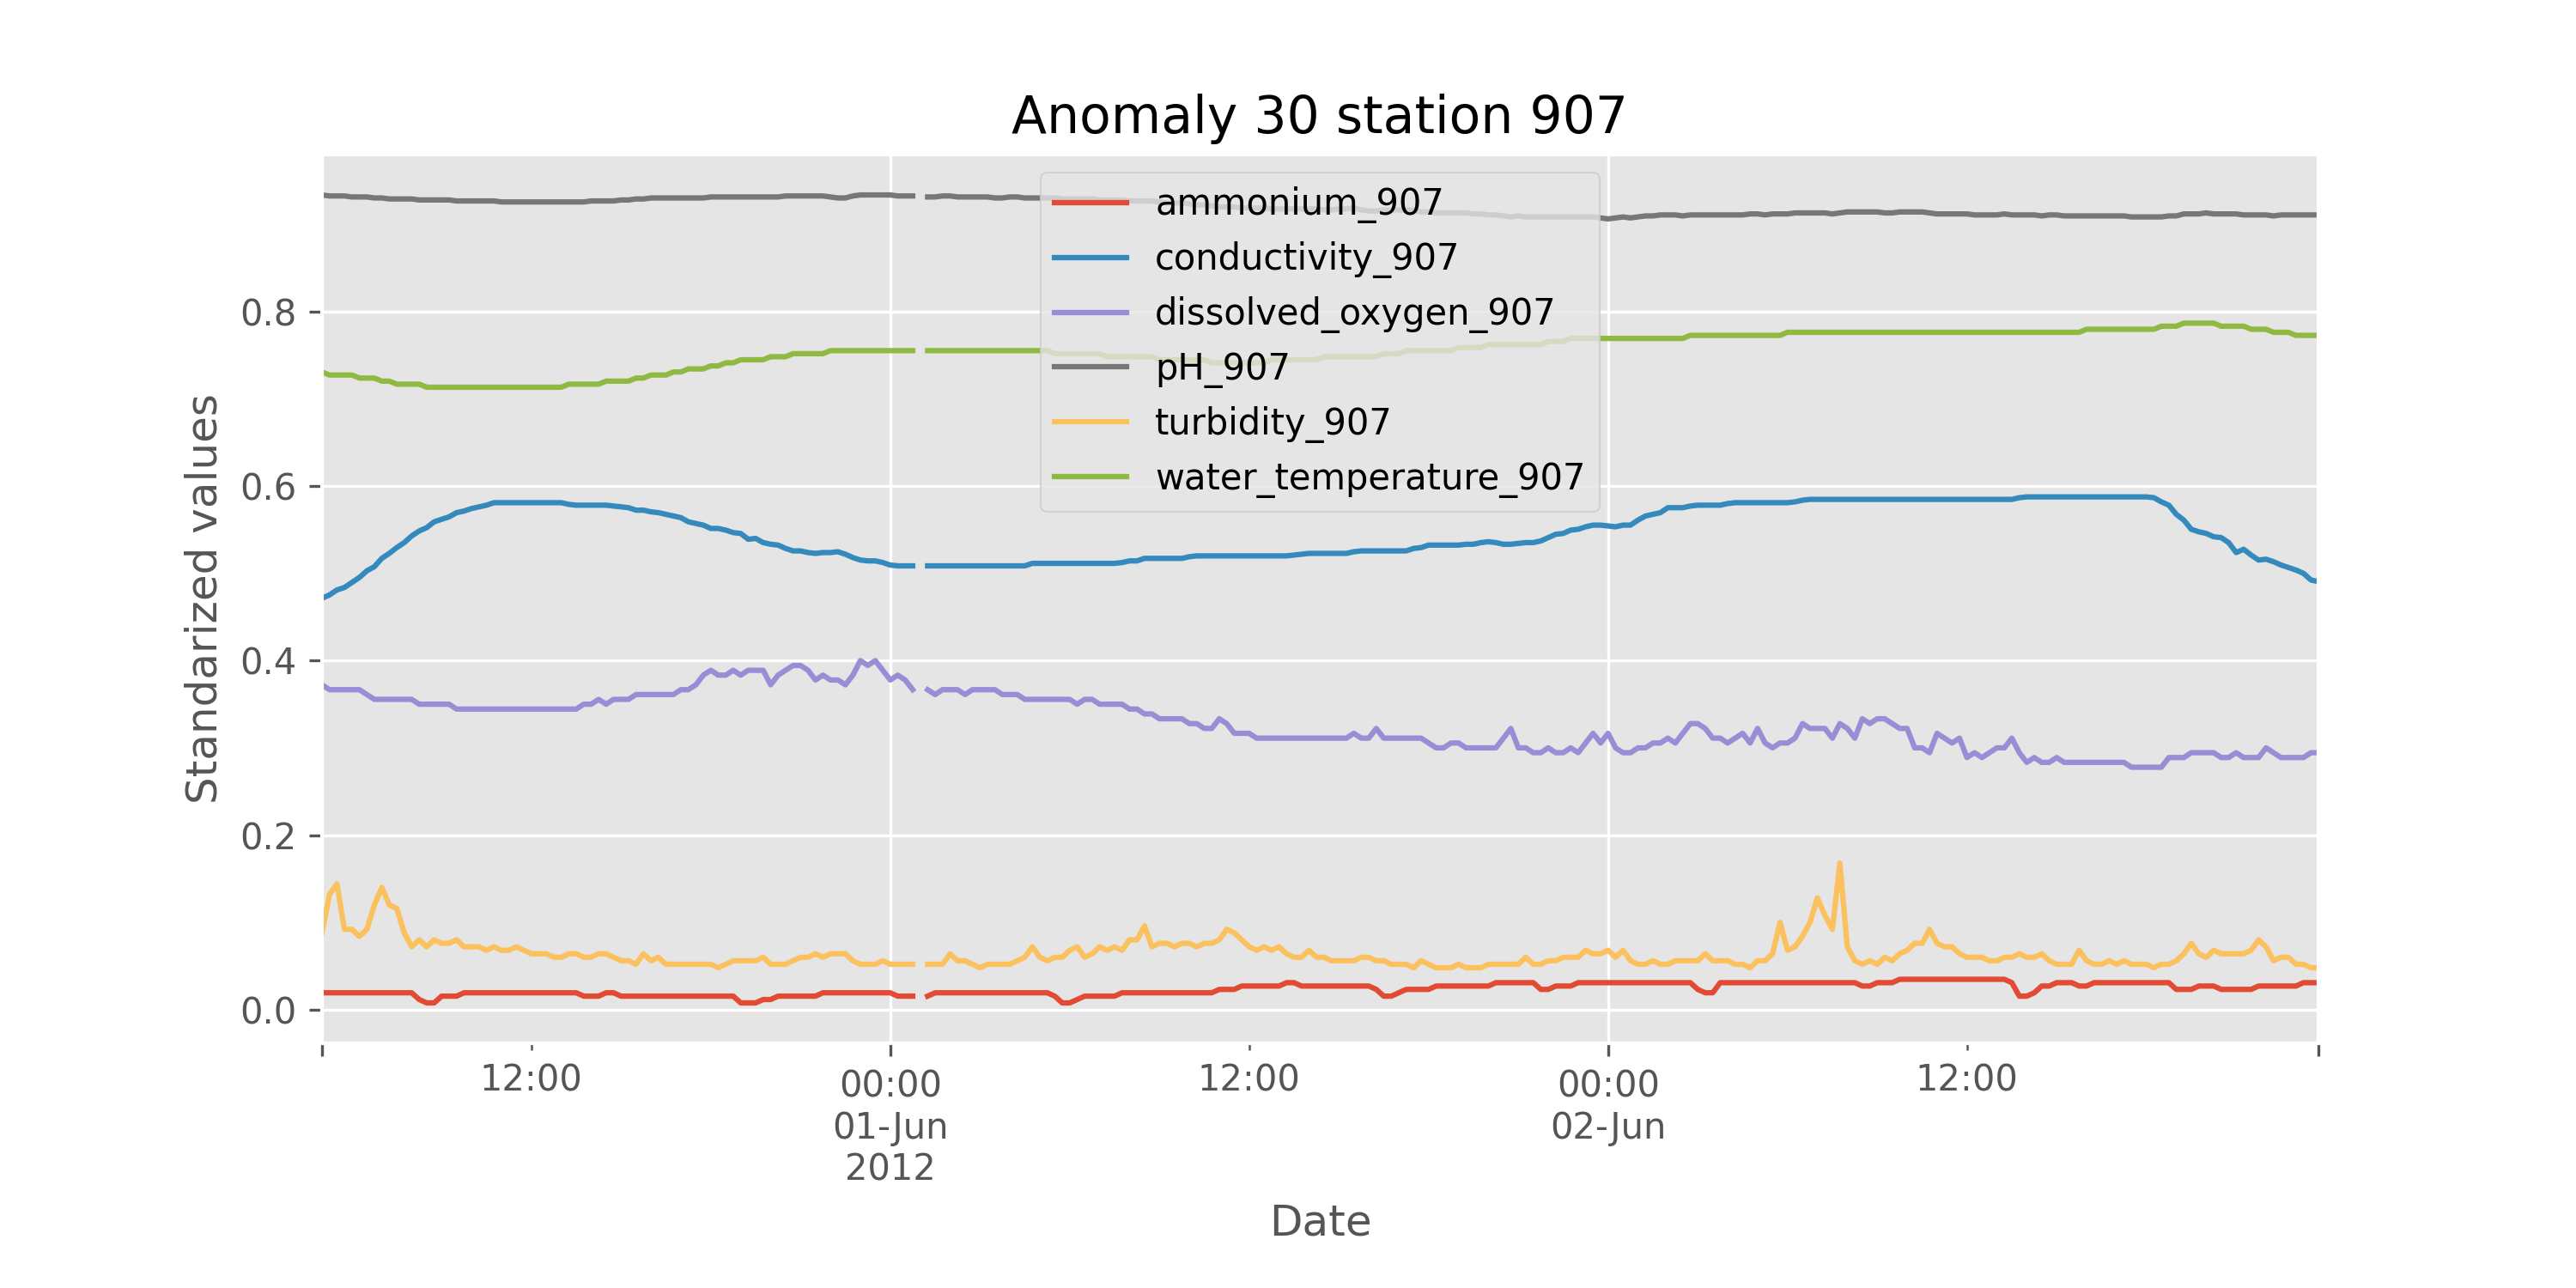 Anomaly 30 station 907
ammonium_907
conductivity_907
dissolved_oxygen_907
pH_907
turbidity_907
water_temperature_907
0.8
0.6
0.4
0.2
0.0
Standarized values
12:00
00:00
01-Jun
2012
12:00
00:00
02-Jun
12:00
Date